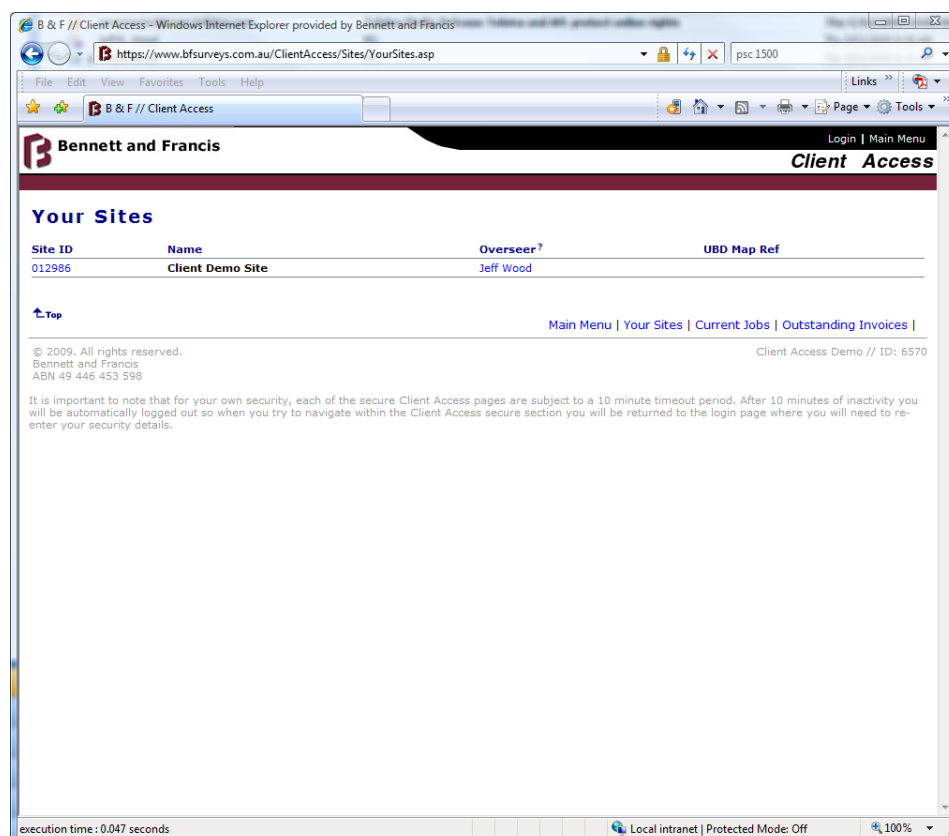 B & F // Client Access - Windows Internet Explorer provided by Bennett and Francis
https://www.bfsurveys.com.au/ClientAccess/Sites/YourSites.asp
psc 1500
File Edit View Favorites Tools Help
Links »
B & F // Client Access
Page Tools »
Bennett and Francis
Login | Main Menu
Client Access
Your Sites
Site ID Name Overseer? UBD Map Ref
012986 Client Demo Site Jeff Wood
Top
Main Menu | Your Sites | Current Jobs | Outstanding Invoices |
© 2009. All rights reserved.
Client Access Demo // ID: 6570
Bennett and Francis
ABN 49 446 453 598
It is important to note that for your own security, each of the secure Client Access pages are subject to a 10 minute timeout period. After 10 minutes of inactivity you
will be automatically logged out so when you try to navigate within the Client Access secure section you will be returned to the login page where you will need to re-
enter your security details.
execution time : 0.047 seconds
Local intranet | Protected Mode: Off
100%